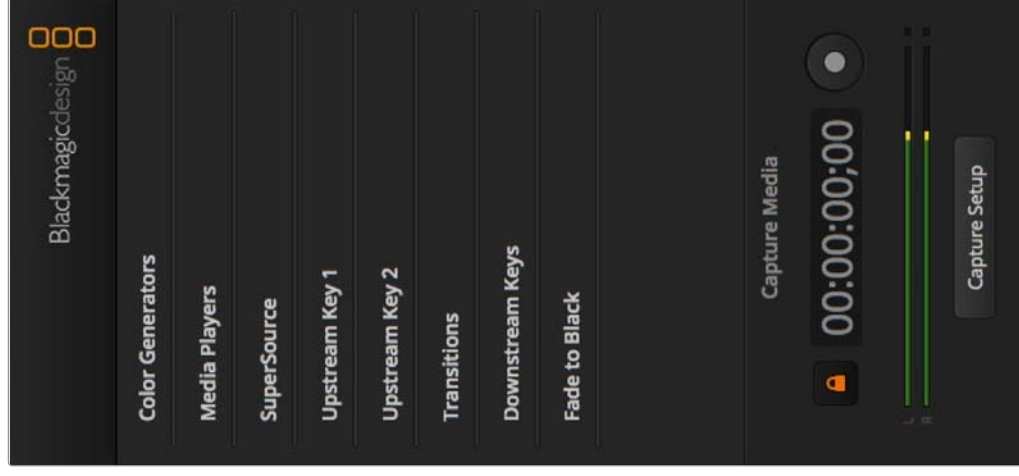 Blackmagicdesign
Color Generators
Media Players
SuperSource
Upstream Key 1
Upstream Key 2
Transitions
Downstream Keys
Fade to Black
Capture Media
00:00:00;00
L
R
Capture Setup